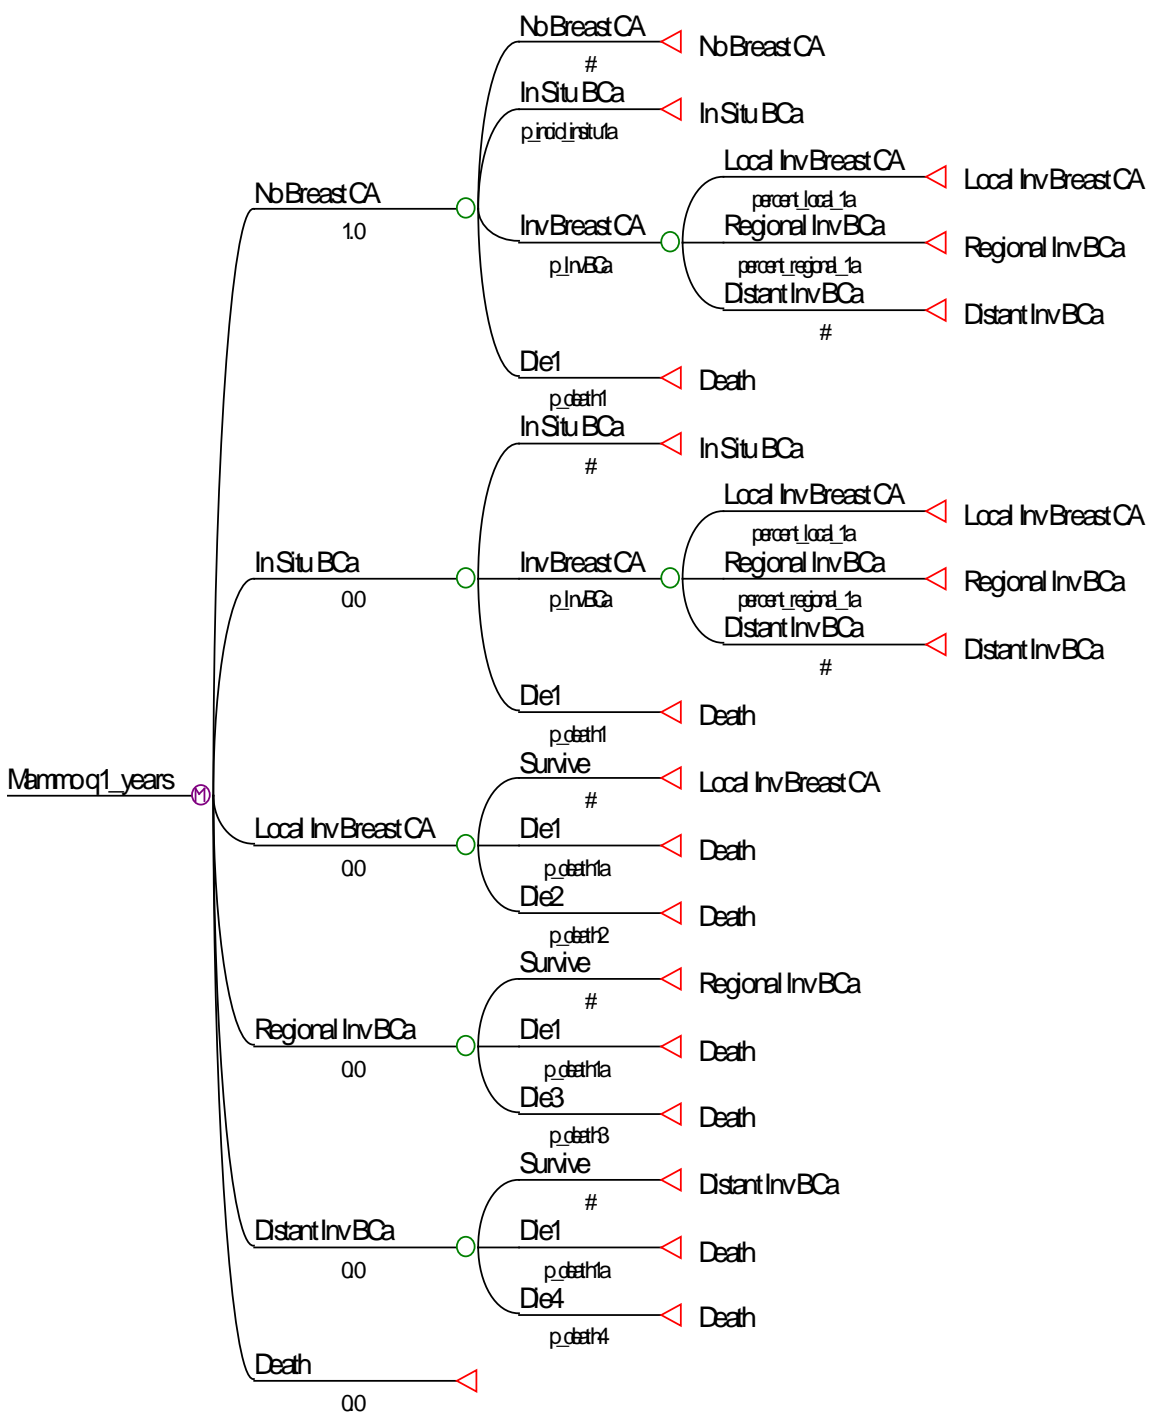 No Breast CA
No Breast CA
#
In Situ BCa
In Situ BCa
p_incid_insitu1a
Local Inv Breast CA
Local Inv Breast CA
No Breast CA
percent_local_1a
1.0
Inv Breast CA
Regional Inv BCa
Regional Inv BCa
p_InvBCa
percent_regional_1a
Distant Inv BCa
Distant Inv BCa
#
Die1
Death
p_death1
In Situ BCa
In Situ BCa
#
Local Inv Breast CA
Local Inv Breast CA
percent_local_1a
In Situ BCa
Inv Breast CA
Regional Inv BCa
Regional Inv BCa
0.0
p_InvBCa
percent_regional_1a
Distant Inv BCa
Distant Inv BCa
#
Die1
Death
p_death1
Survive
Local Inv Breast CA
Mammo q1_years
#
Local Inv Breast CA
Die1
Death
0.0
p_death1a
Die2
Death
p_death2
Survive
Regional Inv BCa
#
Regional Inv BCa
Die1
Death
0.0
p_death1a
Die3
Death
p_death3
Survive
Distant Inv BCa
#
Distant Inv BCa
Die1
Death
0.0
p_death1a
Die4
Death
p_death4
Death
0.0